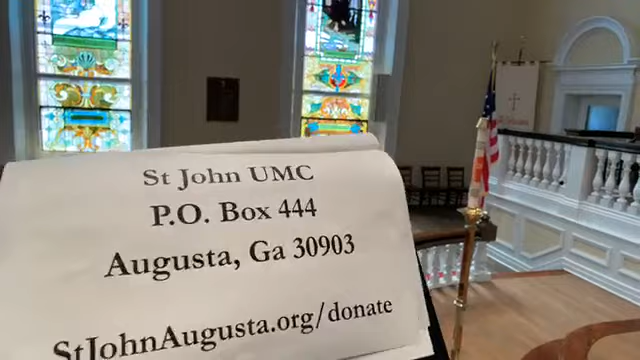 St John UMC
P.O. Box 444
Augusta, Ga 30903
StJohnAugusta.org/donate